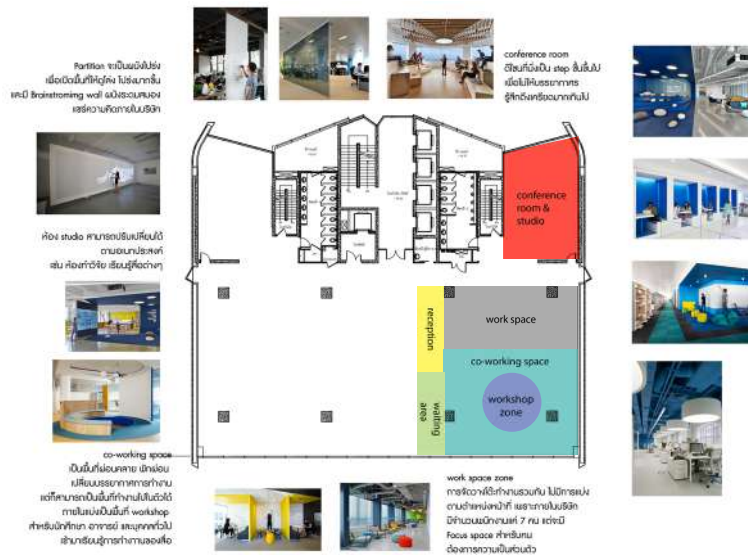 Partition จะเป็นผนังโปร่ง
เพื่อเปิดพื้นที่ให้ดูโล่ง โปร่งมากขึ้น
และมี Brainstroming wall ผนังระดมสมอง
แชร์ความคิดภายในบริษัท
conference room
ดีไซนที่นั่งเป็น step ขึ้นชั้นไป
เพื่อไม่ให้บรรยากาศ
รู้สึกตึงเครียดมากเกินไป
ห้อง studio สามารถปรับเปลี่ยนได้
ตามอเนกประสงค์
เช่น ห้องทำวิจัย เรียนรู้สื่อต่างๆ
conference
room &
studio
reception
work space
co-working space
workshop
zone
waiting
area
co-working space
เป็นพื้นที่ผ่อนคลาย พักผ่อน
เปลี่ยนบรรยากาศการทำงาน
แต่ก็สามารถเป็นพื้นที่ทำงานไปในตัวได้
ภายในแบ่งเป็นพื้นที่ workshop
สำหรับนักศึกษา อาจารย์ และบุคคลทั่วไป
เข้ามาเรียนรู้การทำงานของสื่อ
work space zone
การจัดวางโต๊ะทำงานรวมกัน ไม่มีการแบ่ง
ตามตำแหน่งหน้าที่ เพราะภายในบริษัท
มีจำนวนพนักงานแค่ 7 คน แต่จะมี
Focus space สำหรับคน
ต้องการความเป็นส่วนตัว